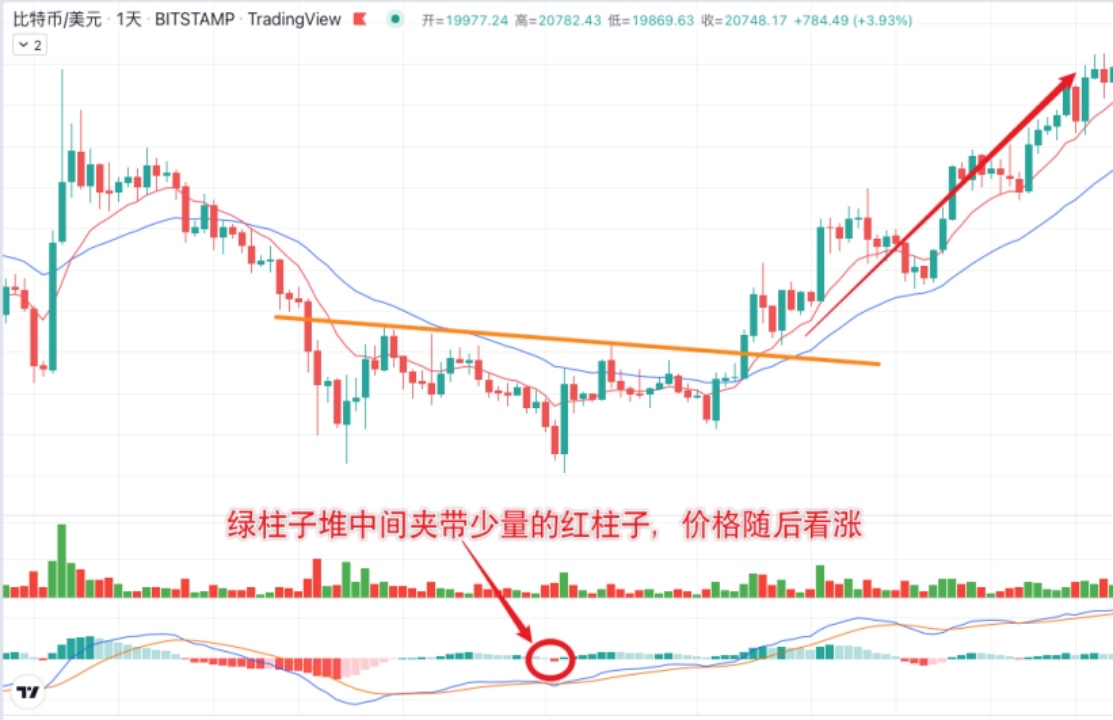 比特币/美元 · 1天 · BITSTAMP · TradingView 开=19977.24 高=20782.43 低=19869.63 收=20748.17 +784.49 (+3.93%)
2
绿柱子堆中间夹带少量的红柱子，价格随后看涨